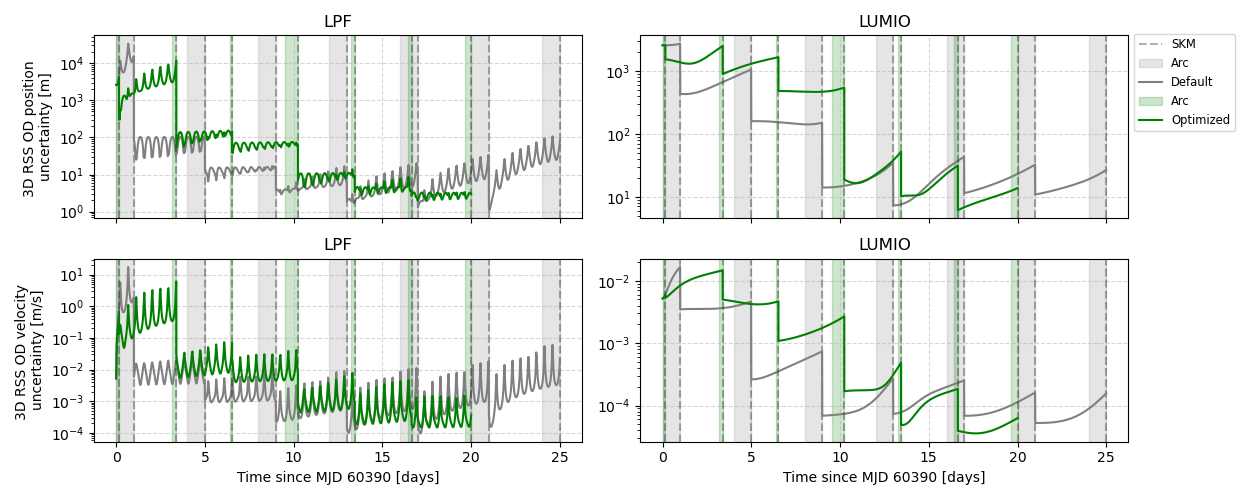 LPF
LUMIO
3D RSS OD position
uncertainty [m]
10⁴
10³
10²
10¹
10⁰
10³
10²
10¹
SKM
Arc
Default
Arc
Optimized
LPF
LUMIO
3D RSS OD velocity
uncertainty [m/s]
10¹
10⁰
10⁻¹
10⁻²
10⁻³
10⁻⁴
10⁻²
10⁻³
10⁻⁴
0 5 10 15 20 25
0 5 10 15 20 25
Time since MJD 60390 [days]
Time since MJD 60390 [days]